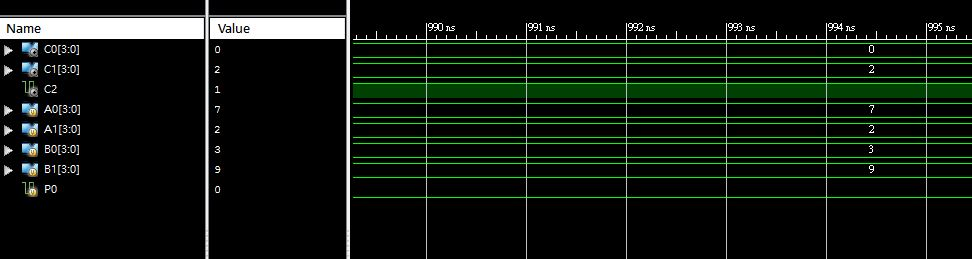 Name Value 990 ns 991 ns 992 ns 993 ns 994 ns 995 ns
C0[3:0] 0 0
C1[3:0] 2 2
C2 1
A0[3:0] 7 7
A1[3:0] 2 2
B0[3:0] 3 3
B1[3:0] 9 9
P0 0